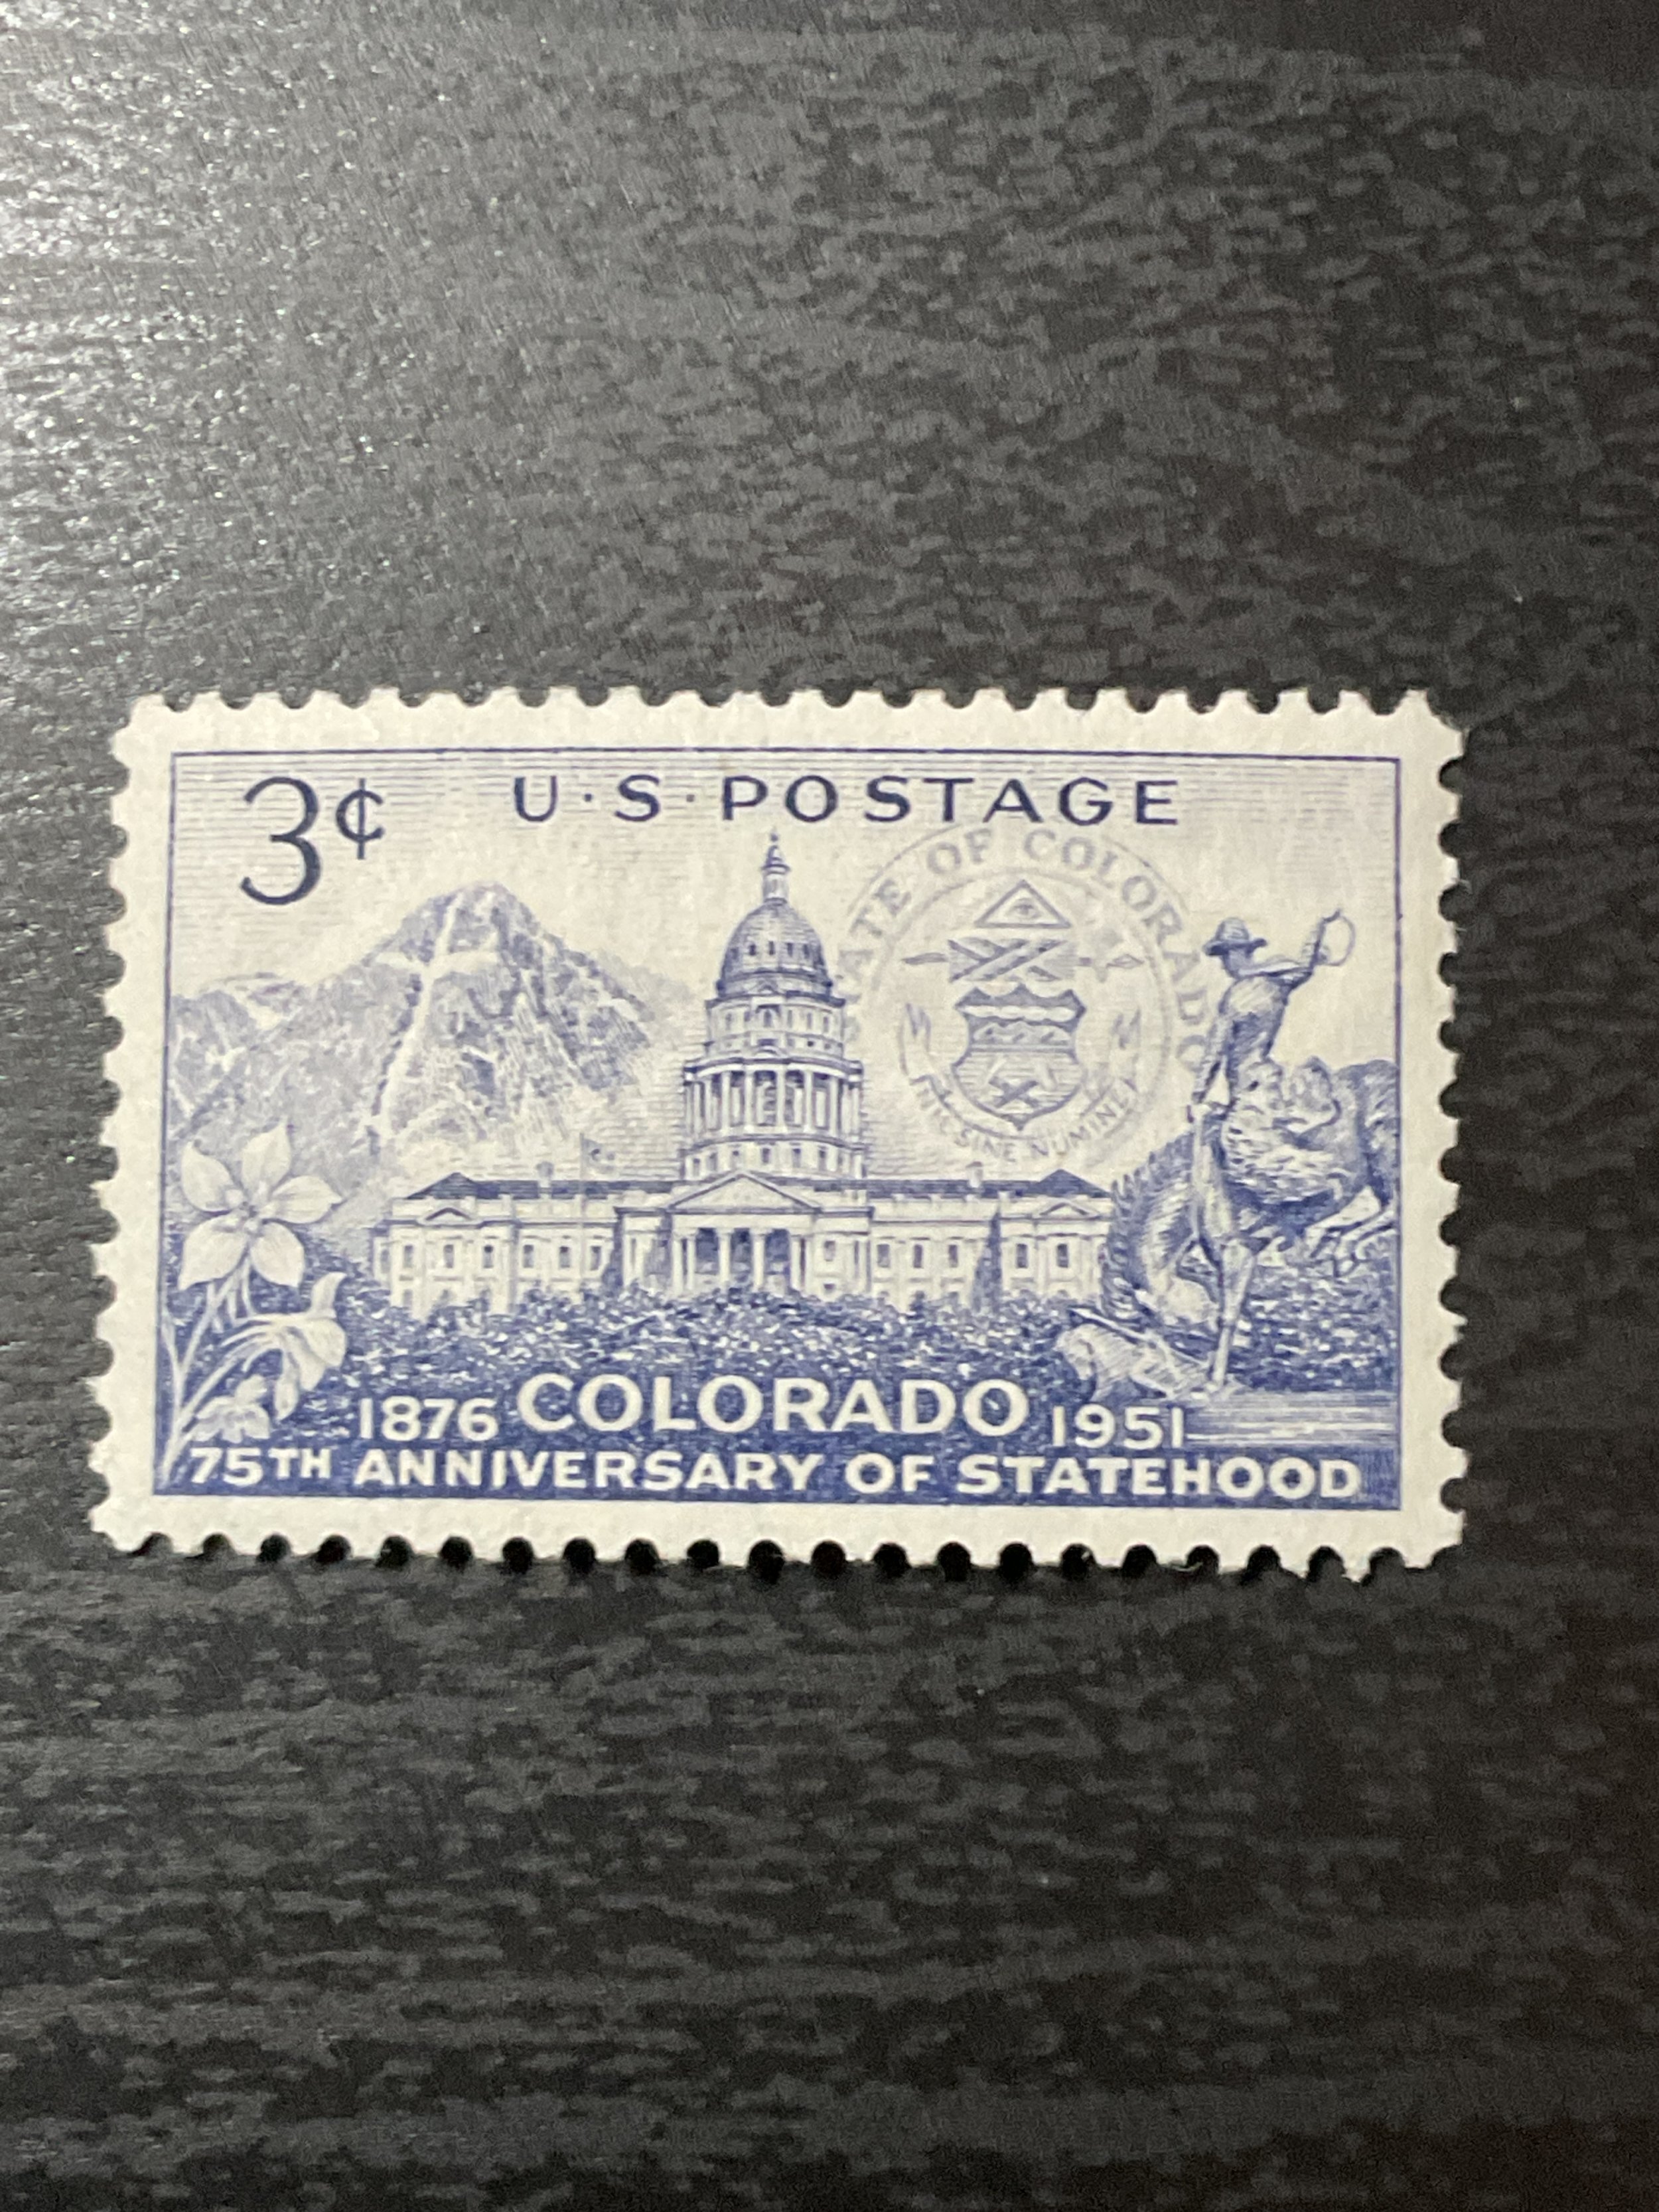 3¢ U·S·POSTAGE
STATE OF COLORADO
NIL SINE NUMINE
1876 COLORADO 1951
75TH ANNIVERSARY OF STATEHOOD